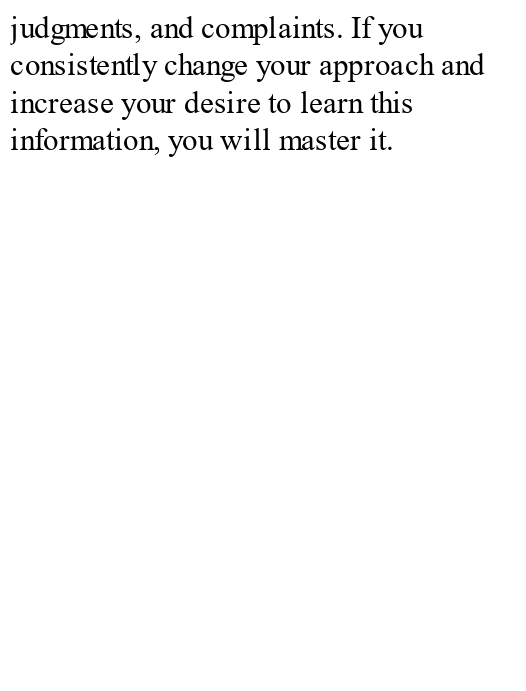 judgments, and complaints. If you
consistently change your approach and
increase your desire to learn this
information, you will master it.